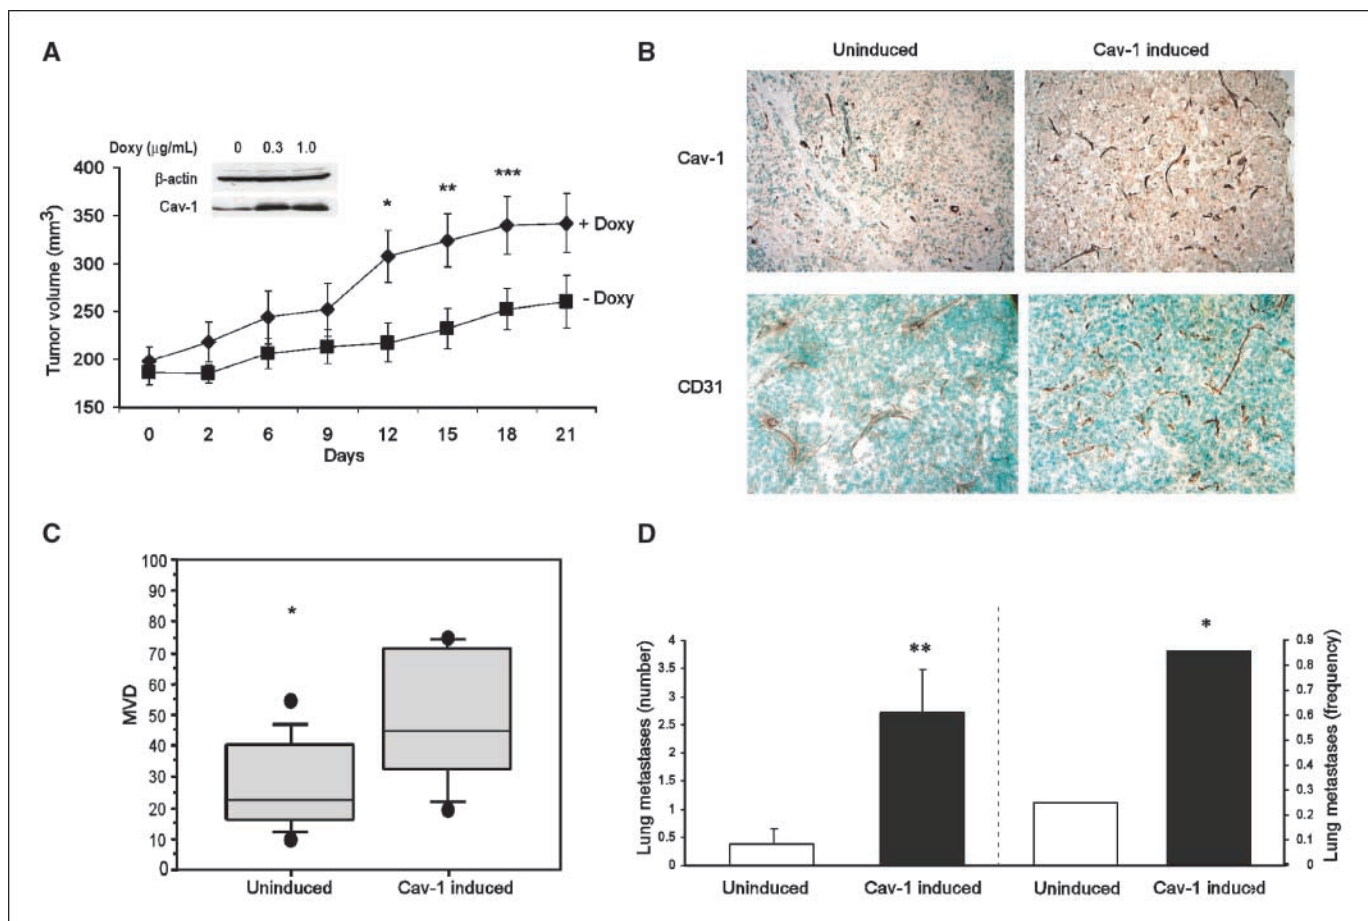 A
Doxy (µg/mL) 0 0.3 1.0
β-actin
Cav-1
Tumor volume (mm³)
400
350
300
250
200
150
* ** ***
+ Doxy
- Doxy
0 2 6 9 12 15 18 21
Days
B
Uninduced Cav-1 induced
Cav-1
CD31
C
MVD
100
90
80
70
60
50
40
30
20
10
0
*
Uninduced Cav-1 induced
D
Lung metastases (number)
4
3.5
3
2.5
2
1.5
1
0.5
0
** *
0.9
0.8
0.7
0.6
0.5
0.4
0.3
0.2
0.1
0
Lung metastases (frequency)
Uninduced Cav-1 induced Uninduced Cav-1 induced